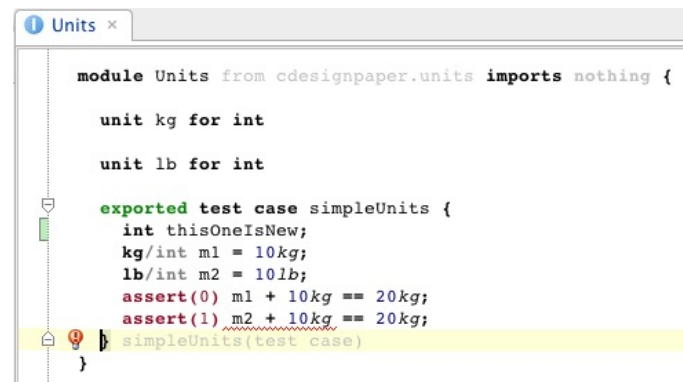 Units ×
module Units from cdesignpaper.units imports nothing {
unit kg for int
unit lb for int
exported test case simpleUnits {
int thisOneIsNew;
kg/int m1 = 10kg;
lb/int m2 = 10lb;
assert(0) m1 + 10kg == 20kg;
assert(1) m2 + 10kg == 20kg;
} simpleUnits(test case)
}